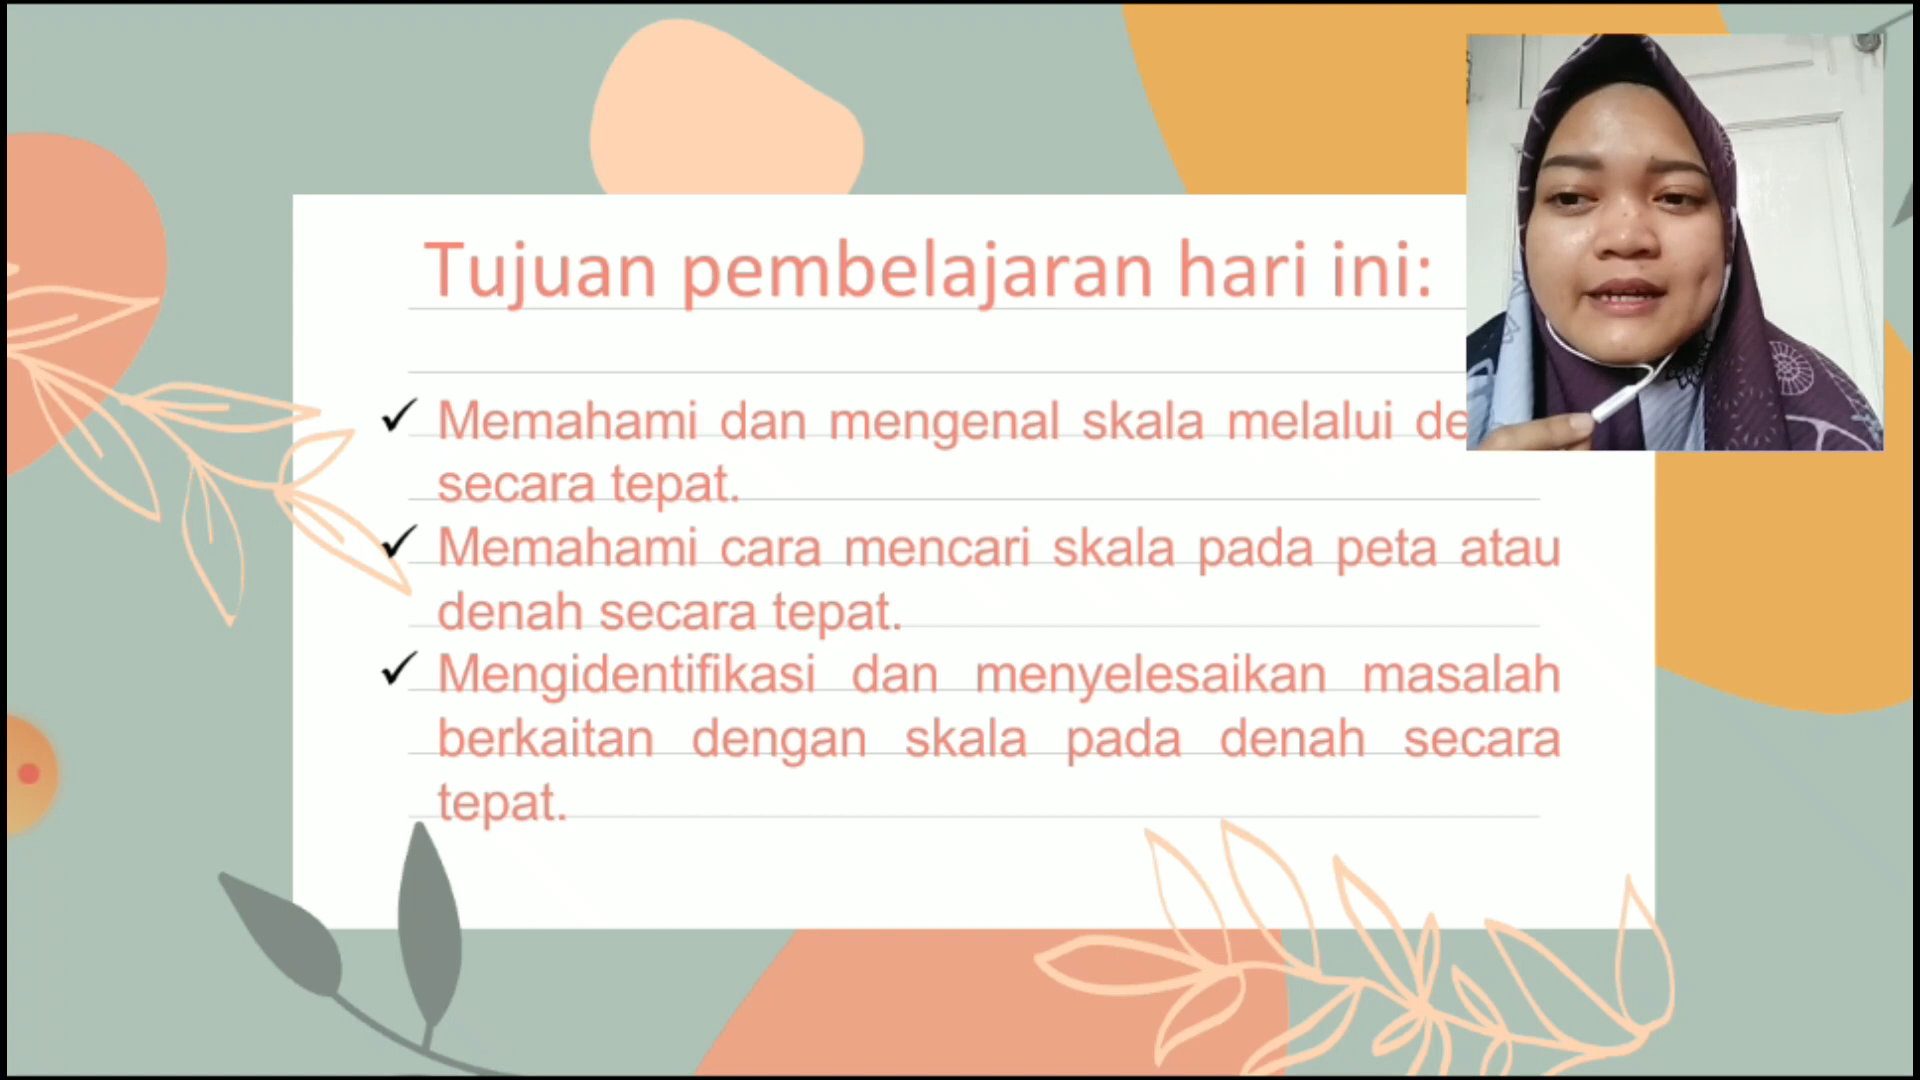 Tujuan pembelajaran hari ini:
Memahami dan mengenal skala melalui
secara tepat.
Memahami cara mencari skala pada peta atau
denah secara tepat.
Mengidentifikasi dan menyelesaikan masalah
berkaitan dengan skala pada denah secara
tepat.